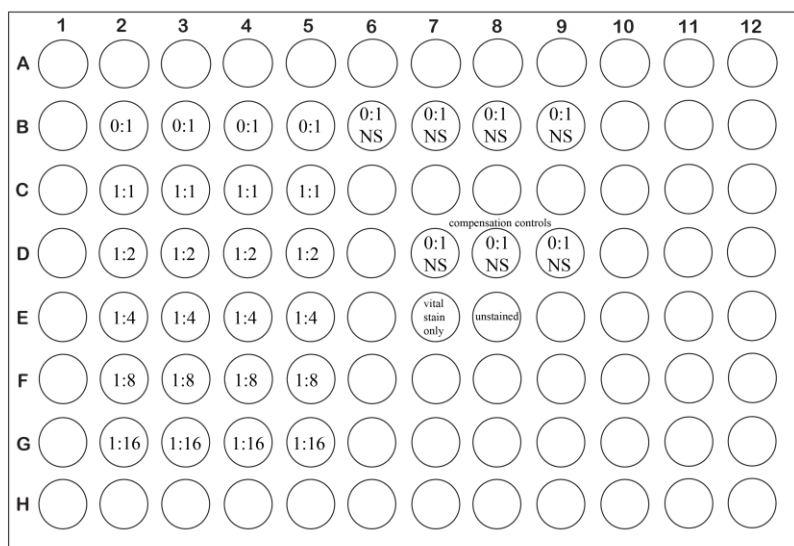 1 2 3 4 5 6 7 8 9 10 11 12
A
B 0:1 0:1 0:1 0:1 0:1 NS 0:1 NS 0:1 NS 0:1 NS
C 1:1 1:1 1:1 1:1
compensation controls
D 1:2 1:2 1:2 1:2 0:1 NS 0:1 NS 0:1 NS
E 1:4 1:4 1:4 1:4 vital stain only unstained
F 1:8 1:8 1:8 1:8
G 1:16 1:16 1:16 1:16
H